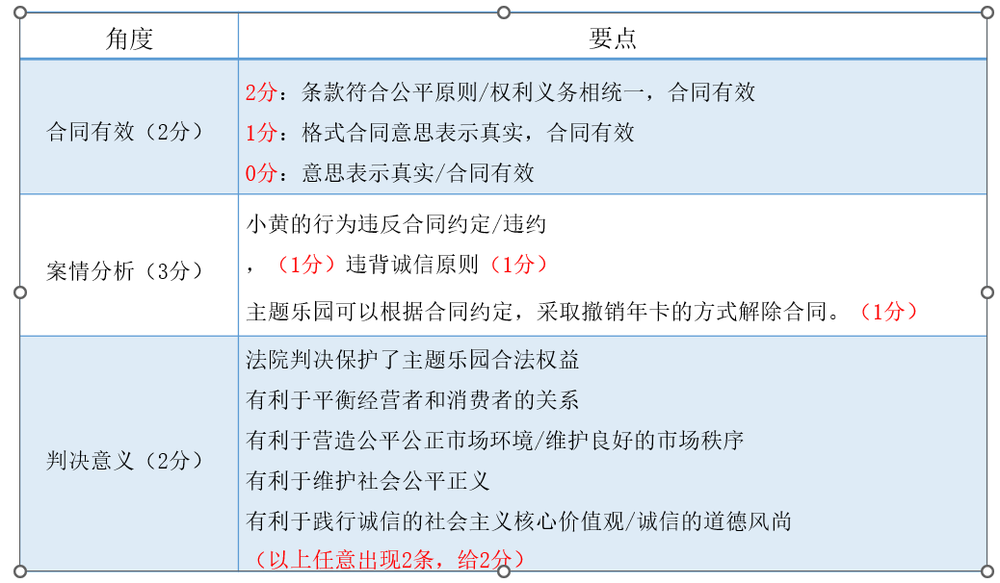 角度
要点
合同有效（2分）
2分：条款符合公平原则/权利义务相统一，合同有效
1分：格式合同意思表示真实，合同有效
0分：意思表示真实/合同有效
案情分析（3分）
小黄的行为违反合同约定/违约
，（1分）违背诚信原则（1分）
主题乐园可以根据合同约定，采取撤销年卡的方式解除合同。（1分）
判决意义（2分）
法院判决保护了主题乐园合法权益
有利于平衡经营者和消费者的关系
有利于营造公平公正市场环境/维护良好的市场秩序
有利于维护社会公平正义
有利于践行诚信的社会主义核心价值观/诚信的道德风尚
（以上任意出现2条，给2分）